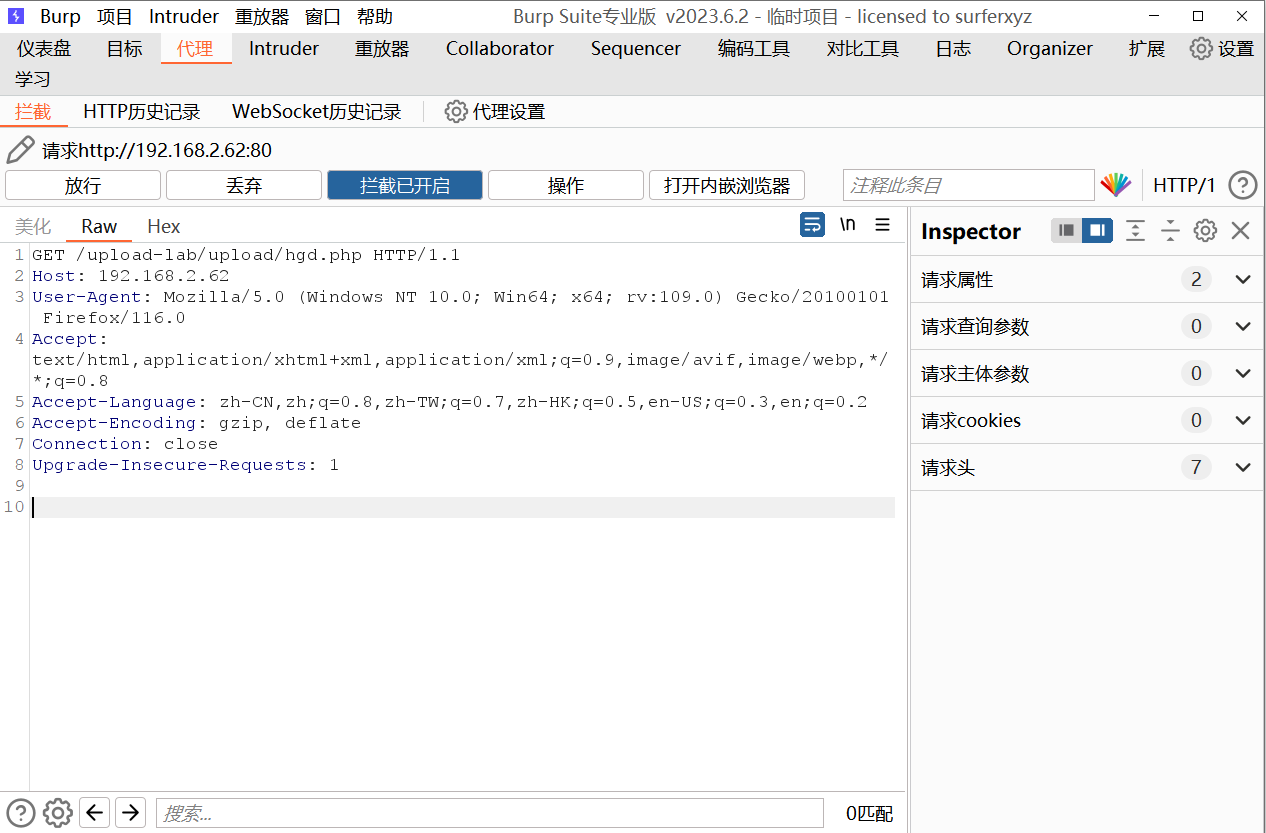 Burp 项目 Intruder 重放器 窗口 帮助 Burp Suite专业版 v2023.6.2 - 临时项目 - licensed to surferxyz
仪表盘 目标 代理 Intruder 重放器 Collaborator Sequencer 编码工具 对比工具 日志 Organizer 扩展 设置
学习
拦截 HTTP历史记录 WebSocket历史记录 代理设置
请求http://192.168.2.62:80
放行 丢弃 拦截已开启 操作 打开内嵌浏览器 注释此条目 HTTP/1 ?
美化 Raw Hex \n
1 GET /upload-lab/upload/hgd.php HTTP/1.1
2 Host: 192.168.2.62
3 User-Agent: Mozilla/5.0 (Windows NT 10.0; Win64; x64; rv:109.0) Gecko/20100101
Firefox/116.0
4 Accept:
text/html,application/xhtml+xml,application/xml;q=0.9,image/avif,image/webp,*/
*;q=0.8
5 Accept-Language: zh-CN,zh;q=0.8,zh-TW;q=0.7,zh-HK;q=0.5,en-US;q=0.3,en;q=0.2
6 Accept-Encoding: gzip, deflate
7 Connection: close
8 Upgrade-Insecure-Requests: 1
9
10
Inspector
请求属性 2
请求查询参数 0
请求主体参数 0
请求cookies 0
请求头 7
? 搜索... 0匹配